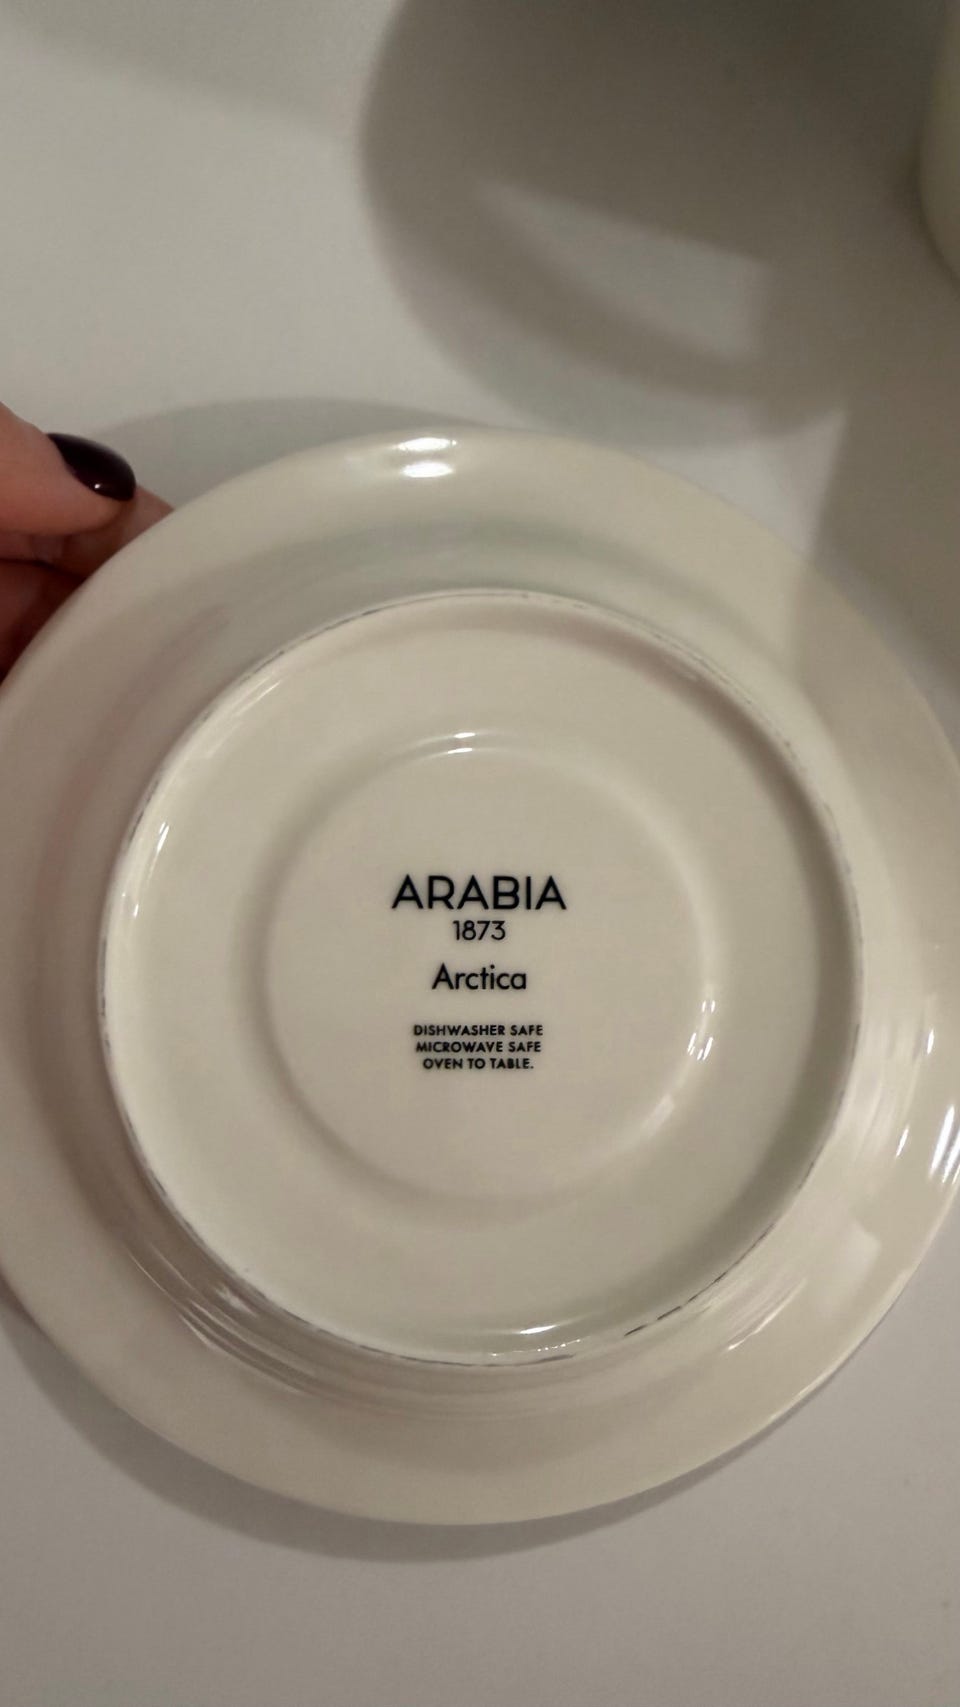 ARABIA
1873
Arctica
DISHWASHER SAFE
MICROWAVE SAFE
OVEN TO TABLE.